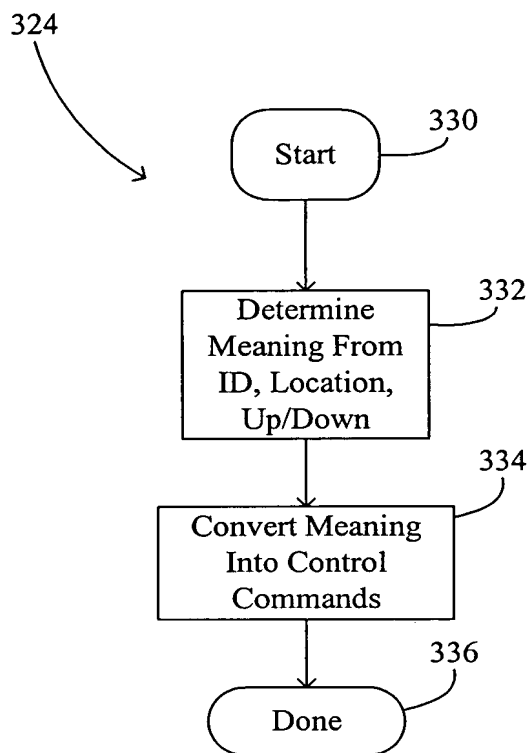 324
330
Start
332
Determine
Meaning From
ID, Location,
Up/Down
334
Convert Meaning
Into Control
Commands
336
Done